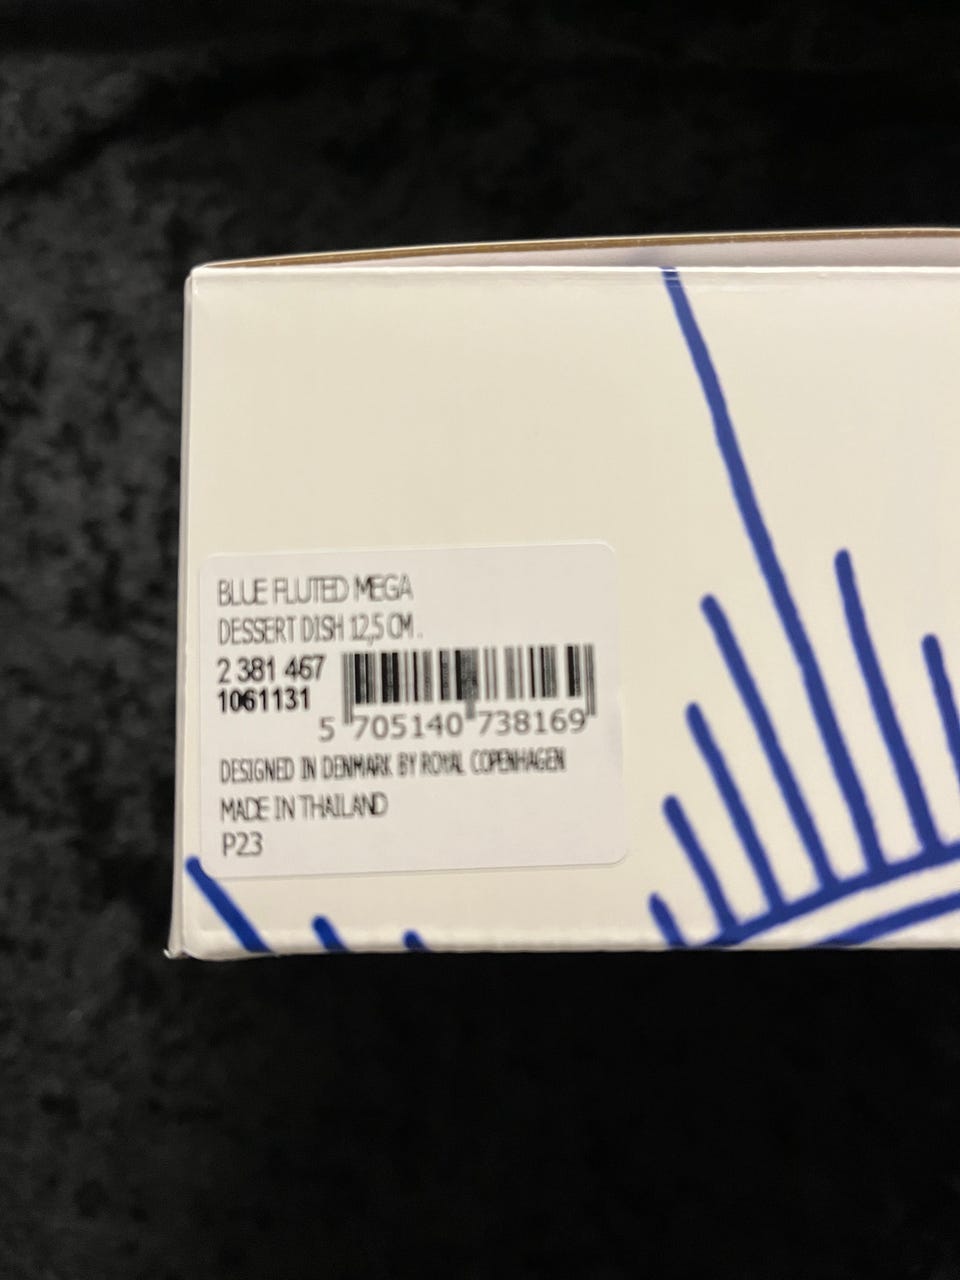 BLUE FLUTED MEGA
DESSERT DISH 12,5 CM.
2 381 467
1061131
5 705140 738169
DESIGNED IN DENMARK BY ROYAL COPENHAGEN
MADE IN THAILAND
P23